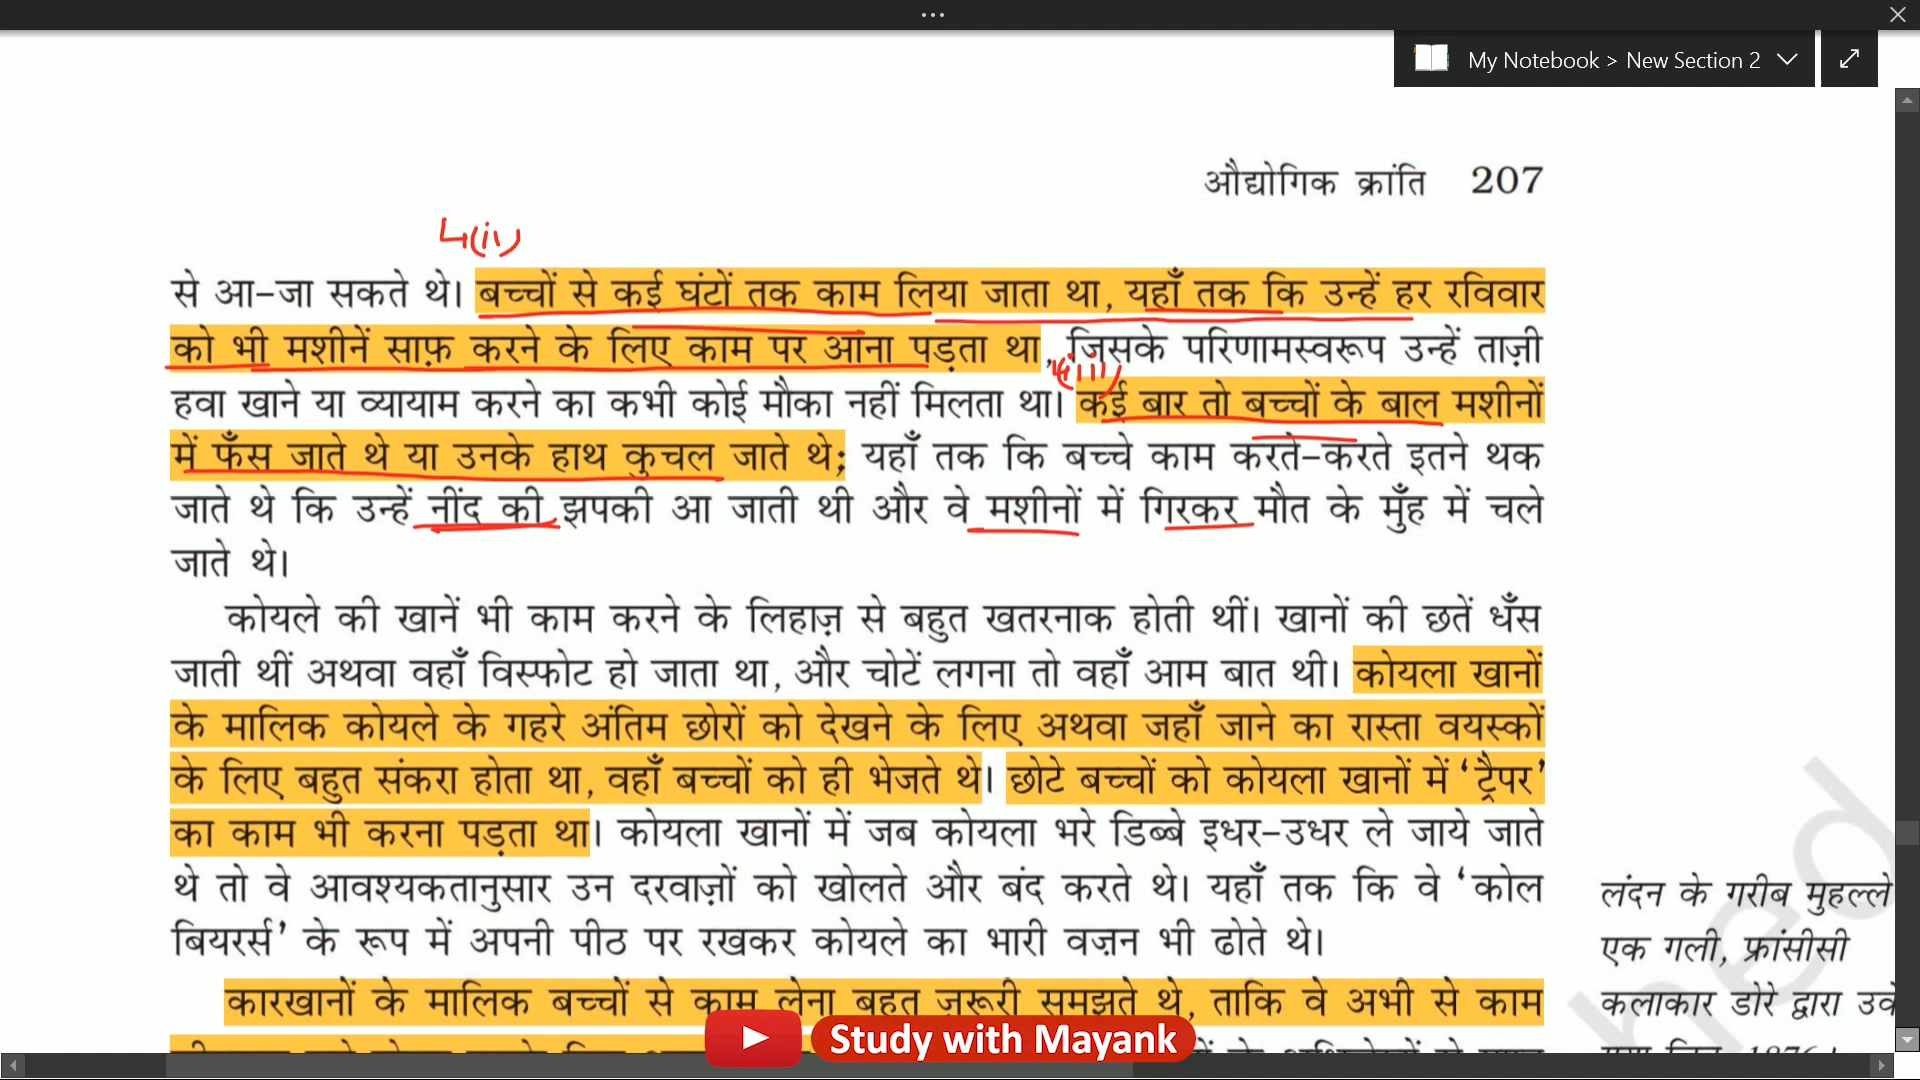 My Notebook > New Section 2
औद्योगिक क्रांति 207
4(iv)
से आ-जा सकते थे। बच्चों से कई घंटों तक काम लिया जाता था, यहाँ तक कि उन्हें हर रविवार
को भी मशीनें साफ़ करने के लिए काम पर आना पड़ता था, जिसके परिणामस्वरूप उन्हें ताज़ी
(iii)
हवा खाने या व्यायाम करने का कभी कोई मौका नहीं मिलता था। कई बार तो बच्चों के बाल मशीनों
में फँस जाते थे या उनके हाथ कुचल जाते थे; यहाँ तक कि बच्चे काम करते-करते इतने थक
जाते थे कि उन्हें नींद की झपकी आ जाती थी और वे मशीनों में गिरकर मौत के मुँह में चले
जाते थे।
कोयले की खानें भी काम करने के लिहाज़ से बहुत खतरनाक होती थीं। खानों की छतें धँस
जाती थीं अथवा वहाँ विस्फोट हो जाता था, और चोटें लगना तो वहाँ आम बात थी। कोयला खानों
के मालिक कोयले के गहरे अंतिम छोरों को देखने के लिए अथवा जहाँ जाने का रास्ता वयस्कों
के लिए बहुत संकरा होता था, वहाँ बच्चों को ही भेजते थे। छोटे बच्चों को कोयला खानों में ‘ट्रैपर’
का काम भी करना पड़ता था। कोयला खानों में जब कोयला भरे डिब्बे इधर-उधर ले जाये जाते
थे तो वे आवश्यकतानुसार उन दरवाज़ों को खोलते और बंद करते थे। यहाँ तक कि वे ‘कोल
बियरर्स’ के रूप में अपनी पीठ पर रखकर कोयले का भारी वज़न भी ढोते थे।
कारखानों के मालिक बच्चों से काम लेना बहुत ज़रूरी समझते थे, ताकि वे अभी से काम
लंदन के गरीब मुहल्ले
एक गली, फ्रांसीसी
कलाकार डोरे द्वारा
Study with Mayank